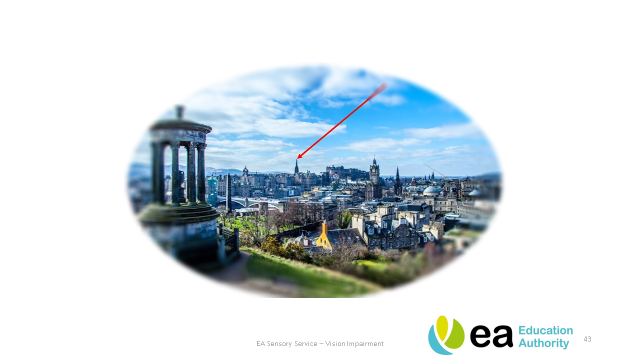 EA Sensory Service – Vision Impairment
ea Education
Authority
43